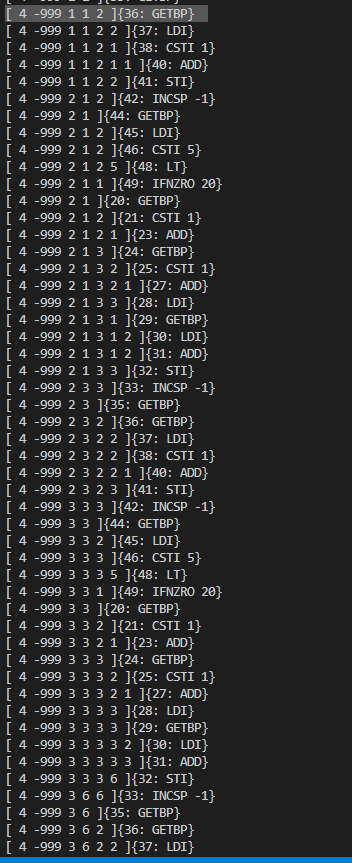 [ 4 -999 1 1 2 ]{36: GETBP}
[ 4 -999 1 1 2 2 ]{37: LDI}
[ 4 -999 1 1 2 1 ]{38: CSTI 1}
[ 4 -999 1 1 2 1 1 ]{40: ADD}
[ 4 -999 1 1 2 2 ]{41: STI}
[ 4 -999 2 1 2 ]{42: INCSP -1}
[ 4 -999 2 1 ]{44: GETBP}
[ 4 -999 2 1 2 ]{45: LDI}
[ 4 -999 2 1 2 ]{46: CSTI 5}
[ 4 -999 2 1 2 5 ]{48: LT}
[ 4 -999 2 1 1 ]{49: IFNZRO 20}
[ 4 -999 2 1 ]{20: GETBP}
[ 4 -999 2 1 2 ]{21: CSTI 1}
[ 4 -999 2 1 2 1 ]{23: ADD}
[ 4 -999 2 1 3 ]{24: GETBP}
[ 4 -999 2 1 3 2 ]{25: CSTI 1}
[ 4 -999 2 1 3 2 1 ]{27: ADD}
[ 4 -999 2 1 3 3 ]{28: LDI}
[ 4 -999 2 1 3 1 ]{29: GETBP}
[ 4 -999 2 1 3 1 2 ]{30: LDI}
[ 4 -999 2 1 3 1 2 ]{31: ADD}
[ 4 -999 2 1 3 3 ]{32: STI}
[ 4 -999 2 3 3 ]{33: INCSP -1}
[ 4 -999 2 3 ]{35: GETBP}
[ 4 -999 2 3 2 ]{36: GETBP}
[ 4 -999 2 3 2 2 ]{37: LDI}
[ 4 -999 2 3 2 2 ]{38: CSTI 1}
[ 4 -999 2 3 2 2 1 ]{40: ADD}
[ 4 -999 2 3 2 3 ]{41: STI}
[ 4 -999 3 3 3 ]{42: INCSP -1}
[ 4 -999 3 3 ]{44: GETBP}
[ 4 -999 3 3 2 ]{45: LDI}
[ 4 -999 3 3 3 ]{46: CSTI 5}
[ 4 -999 3 3 3 5 ]{48: LT}
[ 4 -999 3 3 1 ]{49: IFNZRO 20}
[ 4 -999 3 3 ]{20: GETBP}
[ 4 -999 3 3 2 ]{21: CSTI 1}
[ 4 -999 3 3 2 1 ]{23: ADD}
[ 4 -999 3 3 3 ]{24: GETBP}
[ 4 -999 3 3 3 2 ]{25: CSTI 1}
[ 4 -999 3 3 3 2 1 ]{27: ADD}
[ 4 -999 3 3 3 3 ]{28: LDI}
[ 4 -999 3 3 3 3 ]{29: GETBP}
[ 4 -999 3 3 3 3 2 ]{30: LDI}
[ 4 -999 3 3 3 3 3 ]{31: ADD}
[ 4 -999 3 3 3 6 ]{32: STI}
[ 4 -999 3 6 6 ]{33: INCSP -1}
[ 4 -999 3 6 ]{35: GETBP}
[ 4 -999 3 6 2 ]{36: GETBP}
[ 4 -999 3 6 2 2 ]{37: LDI}